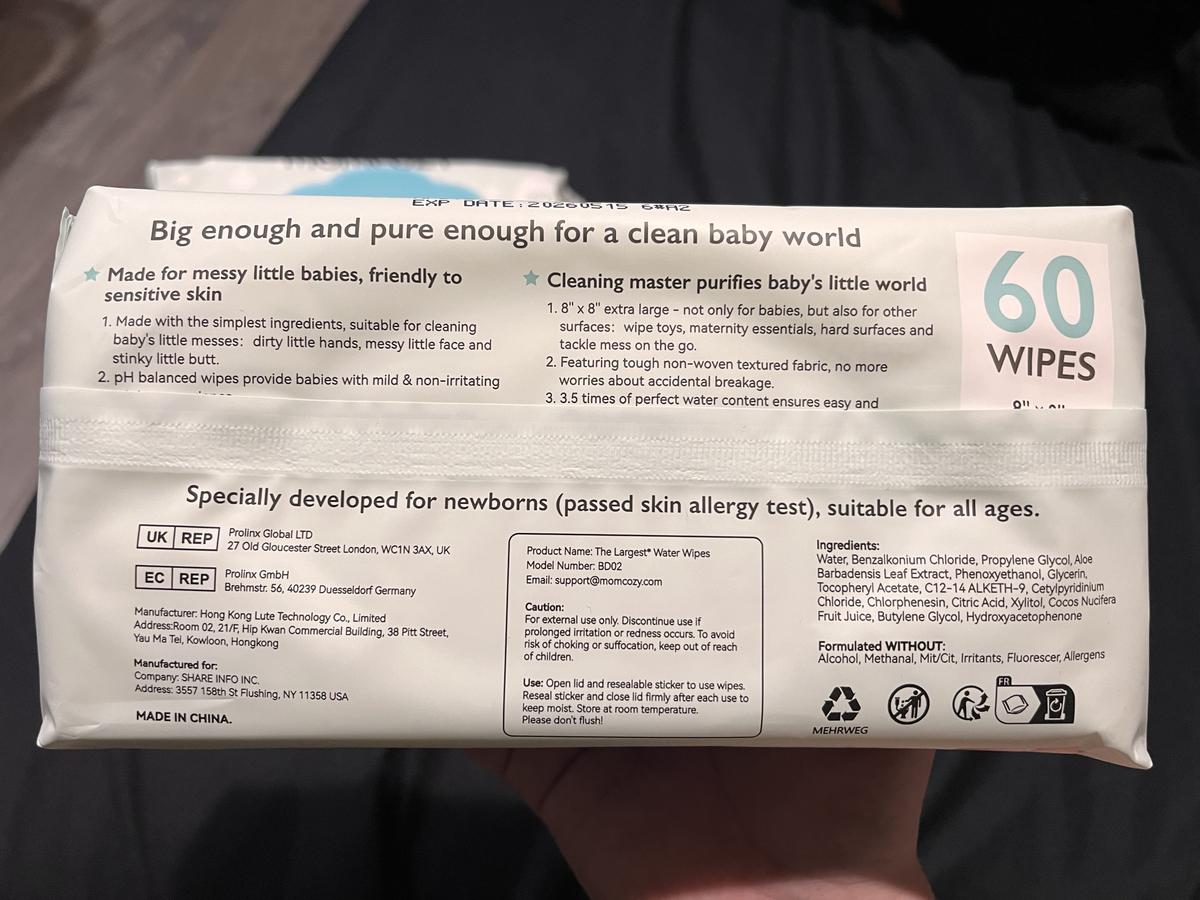 EXP DATE:20260515 6#A2
Big enough and pure enough for a clean baby world
Made for messy little babies, friendly to
sensitive skin
1. Made with the simplest ingredients, suitable for cleaning
baby's little messes: dirty little hands, messy little face and
stinky little butt.
2. pH balanced wipes provide babies with mild & non-irritating
Cleaning master purifies baby's little world
1. 8" x 8" extra large - not only for babies, but also for other
surfaces: wipe toys, maternity essentials, hard surfaces and
tackle mess on the go.
2. Featuring tough non-woven textured fabric, no more
worries about accidental breakage.
3. 3.5 times of perfect water content ensures easy and
60
WIPES
Specially developed for newborns (passed skin allergy test), suitable for all ages.
UK REP
Prolinx Global LTD
27 Old Gloucester Street London, WC1N 3AX, UK
EC REP
Prolinx GmbH
Brehmstr. 56, 40239 Duesseldorf Germany
Manufacturer: Hong Kong Lute Technology Co., Limited
Address:Room 02, 21/F, Hip Kwan Commercial Building, 38 Pitt Street,
Yau Ma Tei, Kowloon, Hongkong
Manufactured for:
Company: SHARE INFO INC.
Address: 3557 158th St Flushing, NY 11358 USA
MADE IN CHINA.
Product Name: The Largest* Water Wipes
Model Number: BD02
Email: support@momcozy.com
Caution:
For external use only. Discontinue use if
prolonged irritation or redness occurs. To avoid
risk of choking or suffocation, keep out of reach
of children.
Use: Open lid and resealable sticker to use wipes.
Reseal sticker and close lid firmly after each use to
keep moist. Store at room temperature.
Please don't flush!
Ingredients:
Water, Benzalkonium Chloride, Propylene Glycol, Aloe
Barbadensis Leaf Extract, Phenoxyethanol, Glycerin,
Tocopheryl Acetate, C12-14 ALKETH-9, Cetylpyridinium
Chloride, Chlorphenesin, Citric Acid, Xylitol, Cocos Nucifera
Fruit Juice, Butylene Glycol, Hydroxyacetophenone
Formulated WITHOUT:
Alcohol, Methanal, Mit/Cit, Irritants, Fluorescer, Allergens
FR
MEHRWEG